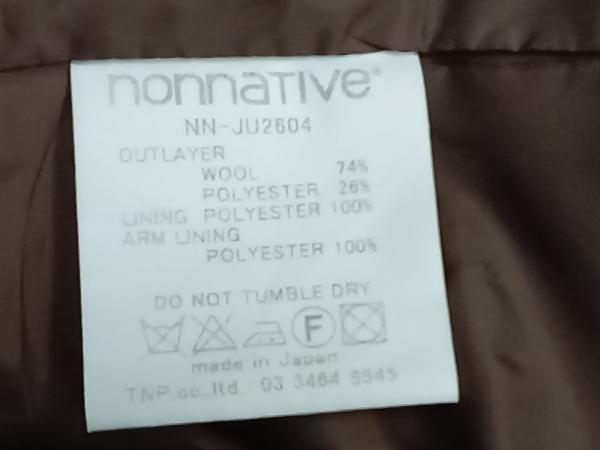 nonnative®
NN-JU2604
OUTLAYER
WOOL 74%
POLYESTER 26%
LINING POLYESTER 100%
ARM LINING
POLYESTER 100%
DO NOT TUMBLE DRY
F
made in Japan
TNP.co.,ltd 03 3464 6545